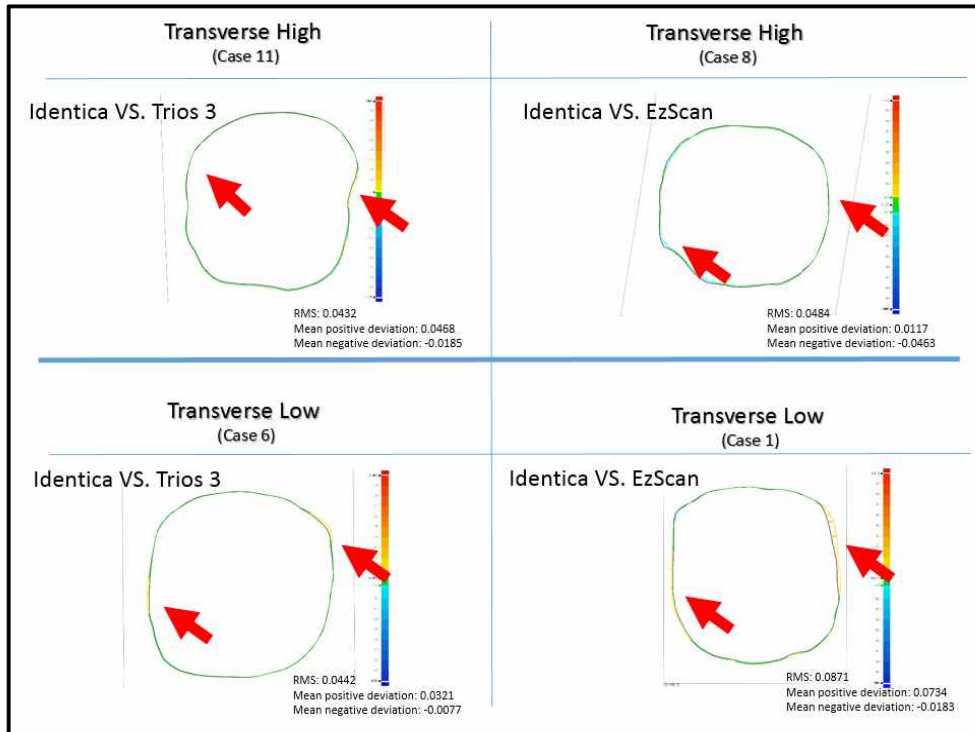 Transverse High
(Case 11)
Identica VS. Trios 3
RMS: 0.0432
Mean positive deviation: 0.0468
Mean negative deviation: -0.0185
Transverse High
(Case 8)
Identica VS. EzScan
RMS: 0.0484
Mean positive deviation: 0.0117
Mean negative deviation: -0.0463
Transverse Low
(Case 6)
Identica VS. Trios 3
RMS: 0.0442
Mean positive deviation: 0.0321
Mean negative deviation: -0.0077
Transverse Low
(Case 1)
Identica VS. EzScan
RMS: 0.0871
Mean positive deviation: 0.0734
Mean negative deviation: -0.0183